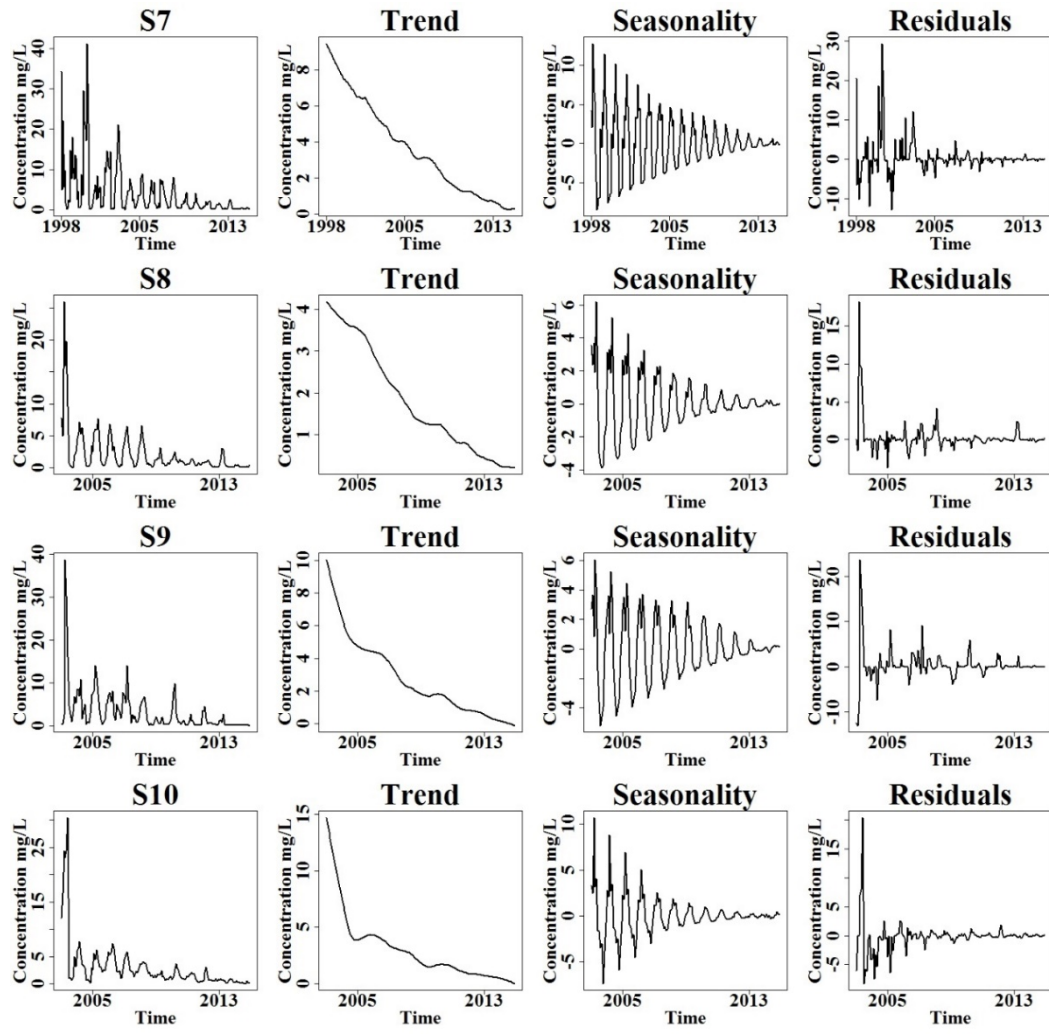 S7 Trend Seasonality Residuals
Concentration mg/L
0 10 20 30 40
1998 2005 2013
Time
Concentration mg/L
0 2 4 6 8
1998 2005 2013
Time
Concentration mg/L
-5 0 5 10
1998 2005 2013
Time
Concentration mg/L
-10 0 10 20 30
1998 2005 2013
Time
S8 Trend Seasonality Residuals
Concentration mg/L
0 5 10 20
2005 2013
Time
Concentration mg/L
1 2 3 4
2005 2013
Time
Concentration mg/L
-4 -2 0 2 4 6
2005 2013
Time
Concentration mg/L
-5 0 5 10 15
2005 2013
Time
S9 Trend Seasonality Residuals
Concentration mg/L
0 10 20 30 40
2005 2013
Time
Concentration mg/L
0 2 4 6 8 10
2005 2013
Time
Concentration mg/L
-4 0 2 4 6
2005 2013
Time
Concentration mg/L
-10 0 10 20
2005 2013
Time
S10 Trend Seasonality Residuals
Concentration mg/L
0 5 15 25
2005 2013
Time
Concentration mg/L
0 5 10 15
2005 2013
Time
Concentration mg/L
-5 0 5 10
2005 2013
Time
Concentration mg/L
-5 0 5 10 20
2005 2013
Time